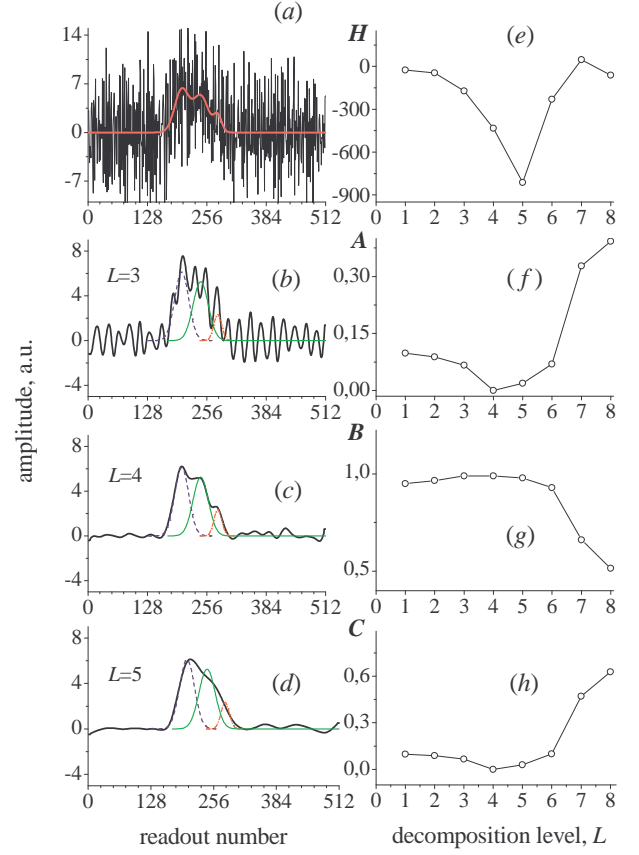 (a)
14
7
0
-7
0 128 256 384 512
H (e)
0
-300
-600
-900
0 1 2 3 4 5 6 7 8
L=3 (b)
8
4
0
-4
0 128 256 384 512
A (f)
0,30
0,15
0,00
0 1 2 3 4 5 6 7 8
amplitude, a.u.
L=4 (c)
8
4
0
-4
0 128 256 384 512
B (g)
1,0
0,5
0 1 2 3 4 5 6 7 8
L=5 (d)
8
4
0
-4
0 128 256 384 512
readout number
C (h)
0,6
0,3
0,0
0 1 2 3 4 5 6 7 8
decomposition level, L